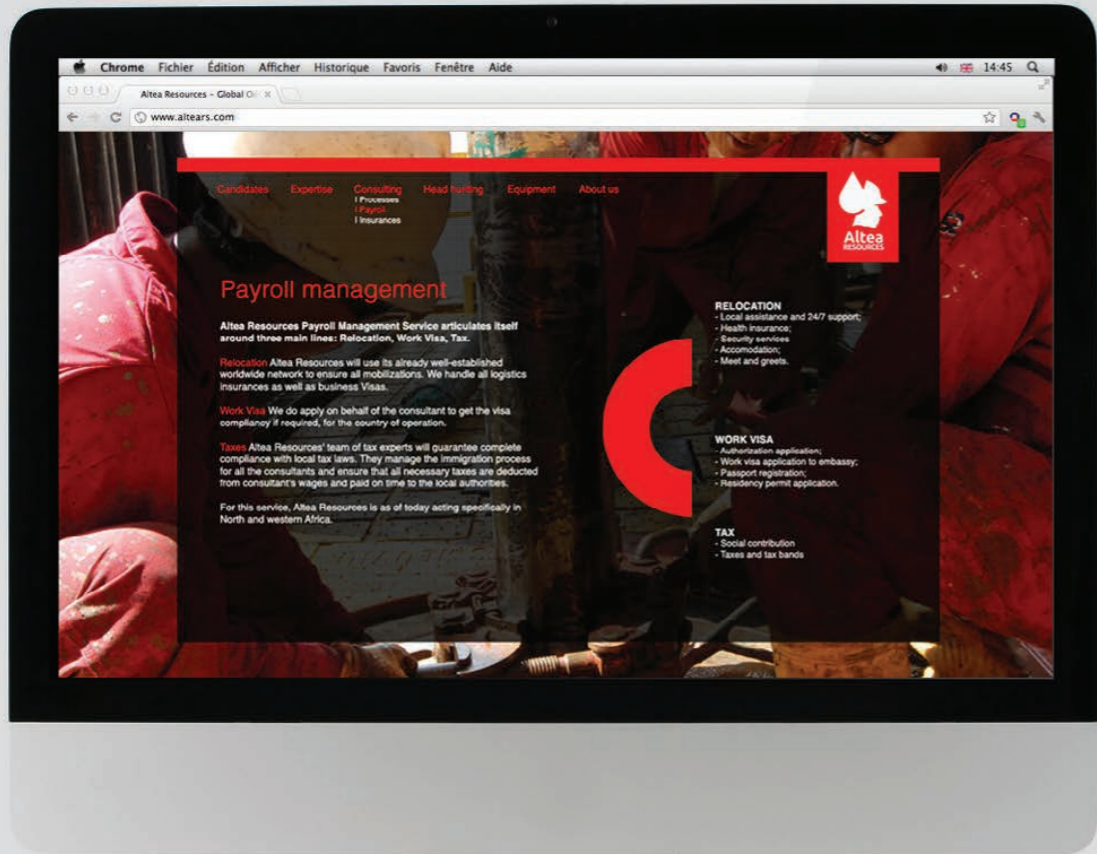 Chrome Fichier Édition Afficher Historique Favoris Fenêtre Aide 14:45
Altea Resources – Global Oi
www.altears.com
Candidates Expertise Consulting Head hunting Equipment About us
| Processes
| Payroll
| Insurances
Altea
RESOURCES
Payroll management
Altea Resources Payroll Management Service articulates itself
around three main lines: Relocation, Work Visa, Tax.
Relocation Altea Resources will use its already well-established
worldwide network to ensure all mobilizations. We handle all logistics
insurances as well as business Visas.
Work Visa We do apply on behalf of the consultant to get the visa
compliancy if required, for the country of operation.
Taxes Altea Resources' team of tax experts will guarantee complete
compliance with local tax laws. They manage the immigration process
for all the consultants and ensure that all necessary taxes are deducted
from consultant's wages and paid on time to the local authorities.
For this service, Altea Resources is as of today acting specifically in
North and western Africa.
RELOCATION
- Local assistance and 24/7 support;
- Health insurance;
- Security services
- Accomodation;
- Meet and greets.
WORK VISA
- Authorization application;
- Work visa application to embassy;
- Passport registration;
- Residency permit application.
TAX
- Social contribution
- Taxes and tax bands